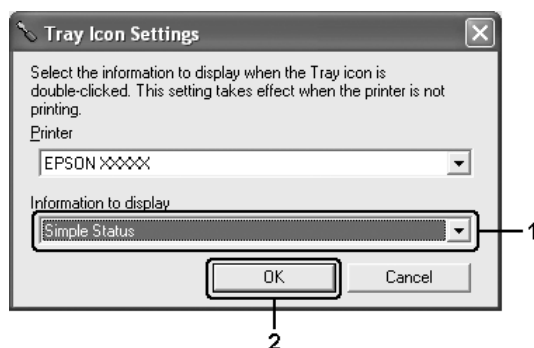 Tray Icon Settings
Select the information to display when the Tray icon is
double-clicked. This setting takes effect when the printer is not
printing.
Printer
EPSON XXXXX
Information to display
Simple Status
1
OK
Cancel
2